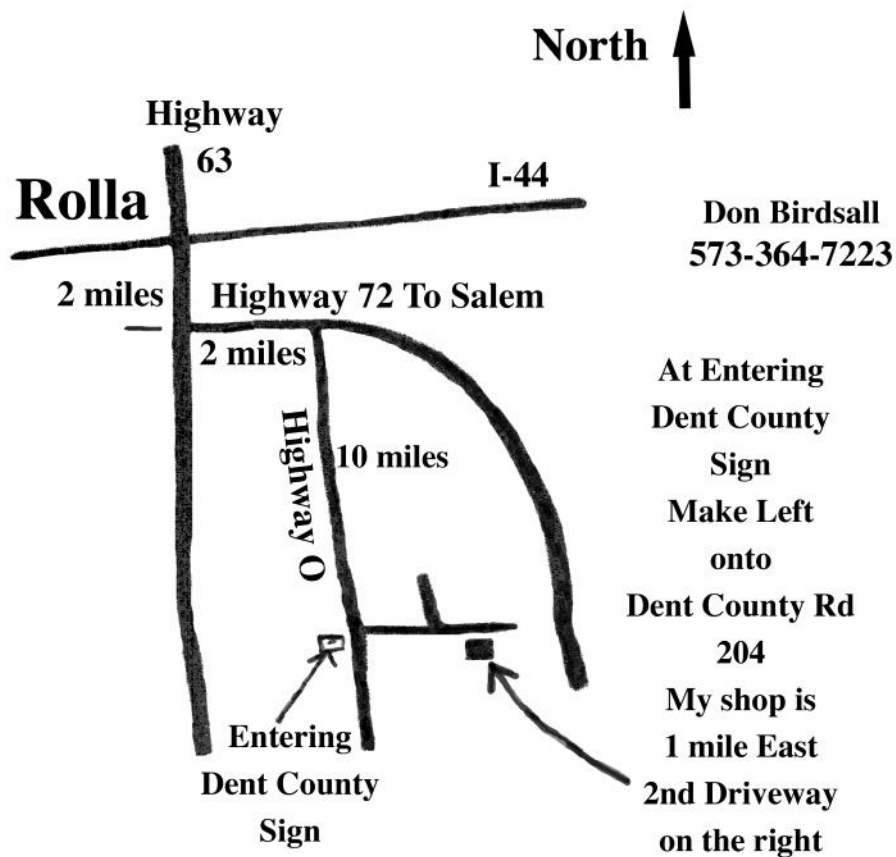 North
Highway
63
Rolla
I-44
Don Birdsall
573-364-7223
2 miles
Highway 72 To Salem
2 miles
Highway O
10 miles
At Entering
Dent County
Sign
Make Left
onto
Dent County Rd
204
My shop is
1 mile East
2nd Driveway
on the right
Entering
Dent County
Sign